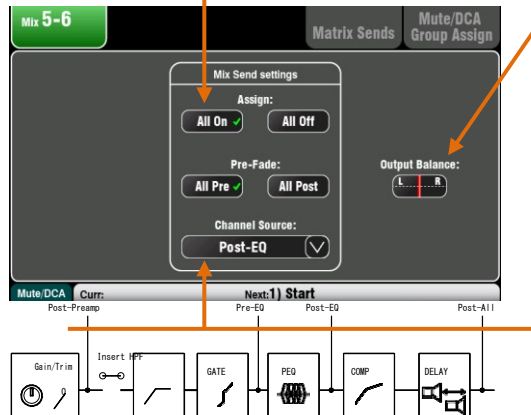 Mix 5-6
Matrix Sends
Mute/DCA
Group Assign
Mix Send settings
Assign:
All On
All Off
Pre-Fade:
All Pre
All Post
Channel Source:
Post-EQ
Output Balance:
L R
Mute/DCA Curr: Next:1) Start
Post-Preamp Pre-EQ Post-EQ Post-All
Gain/Trim
Insert HPF
GATE
PEQ
COMP
DELAY
0